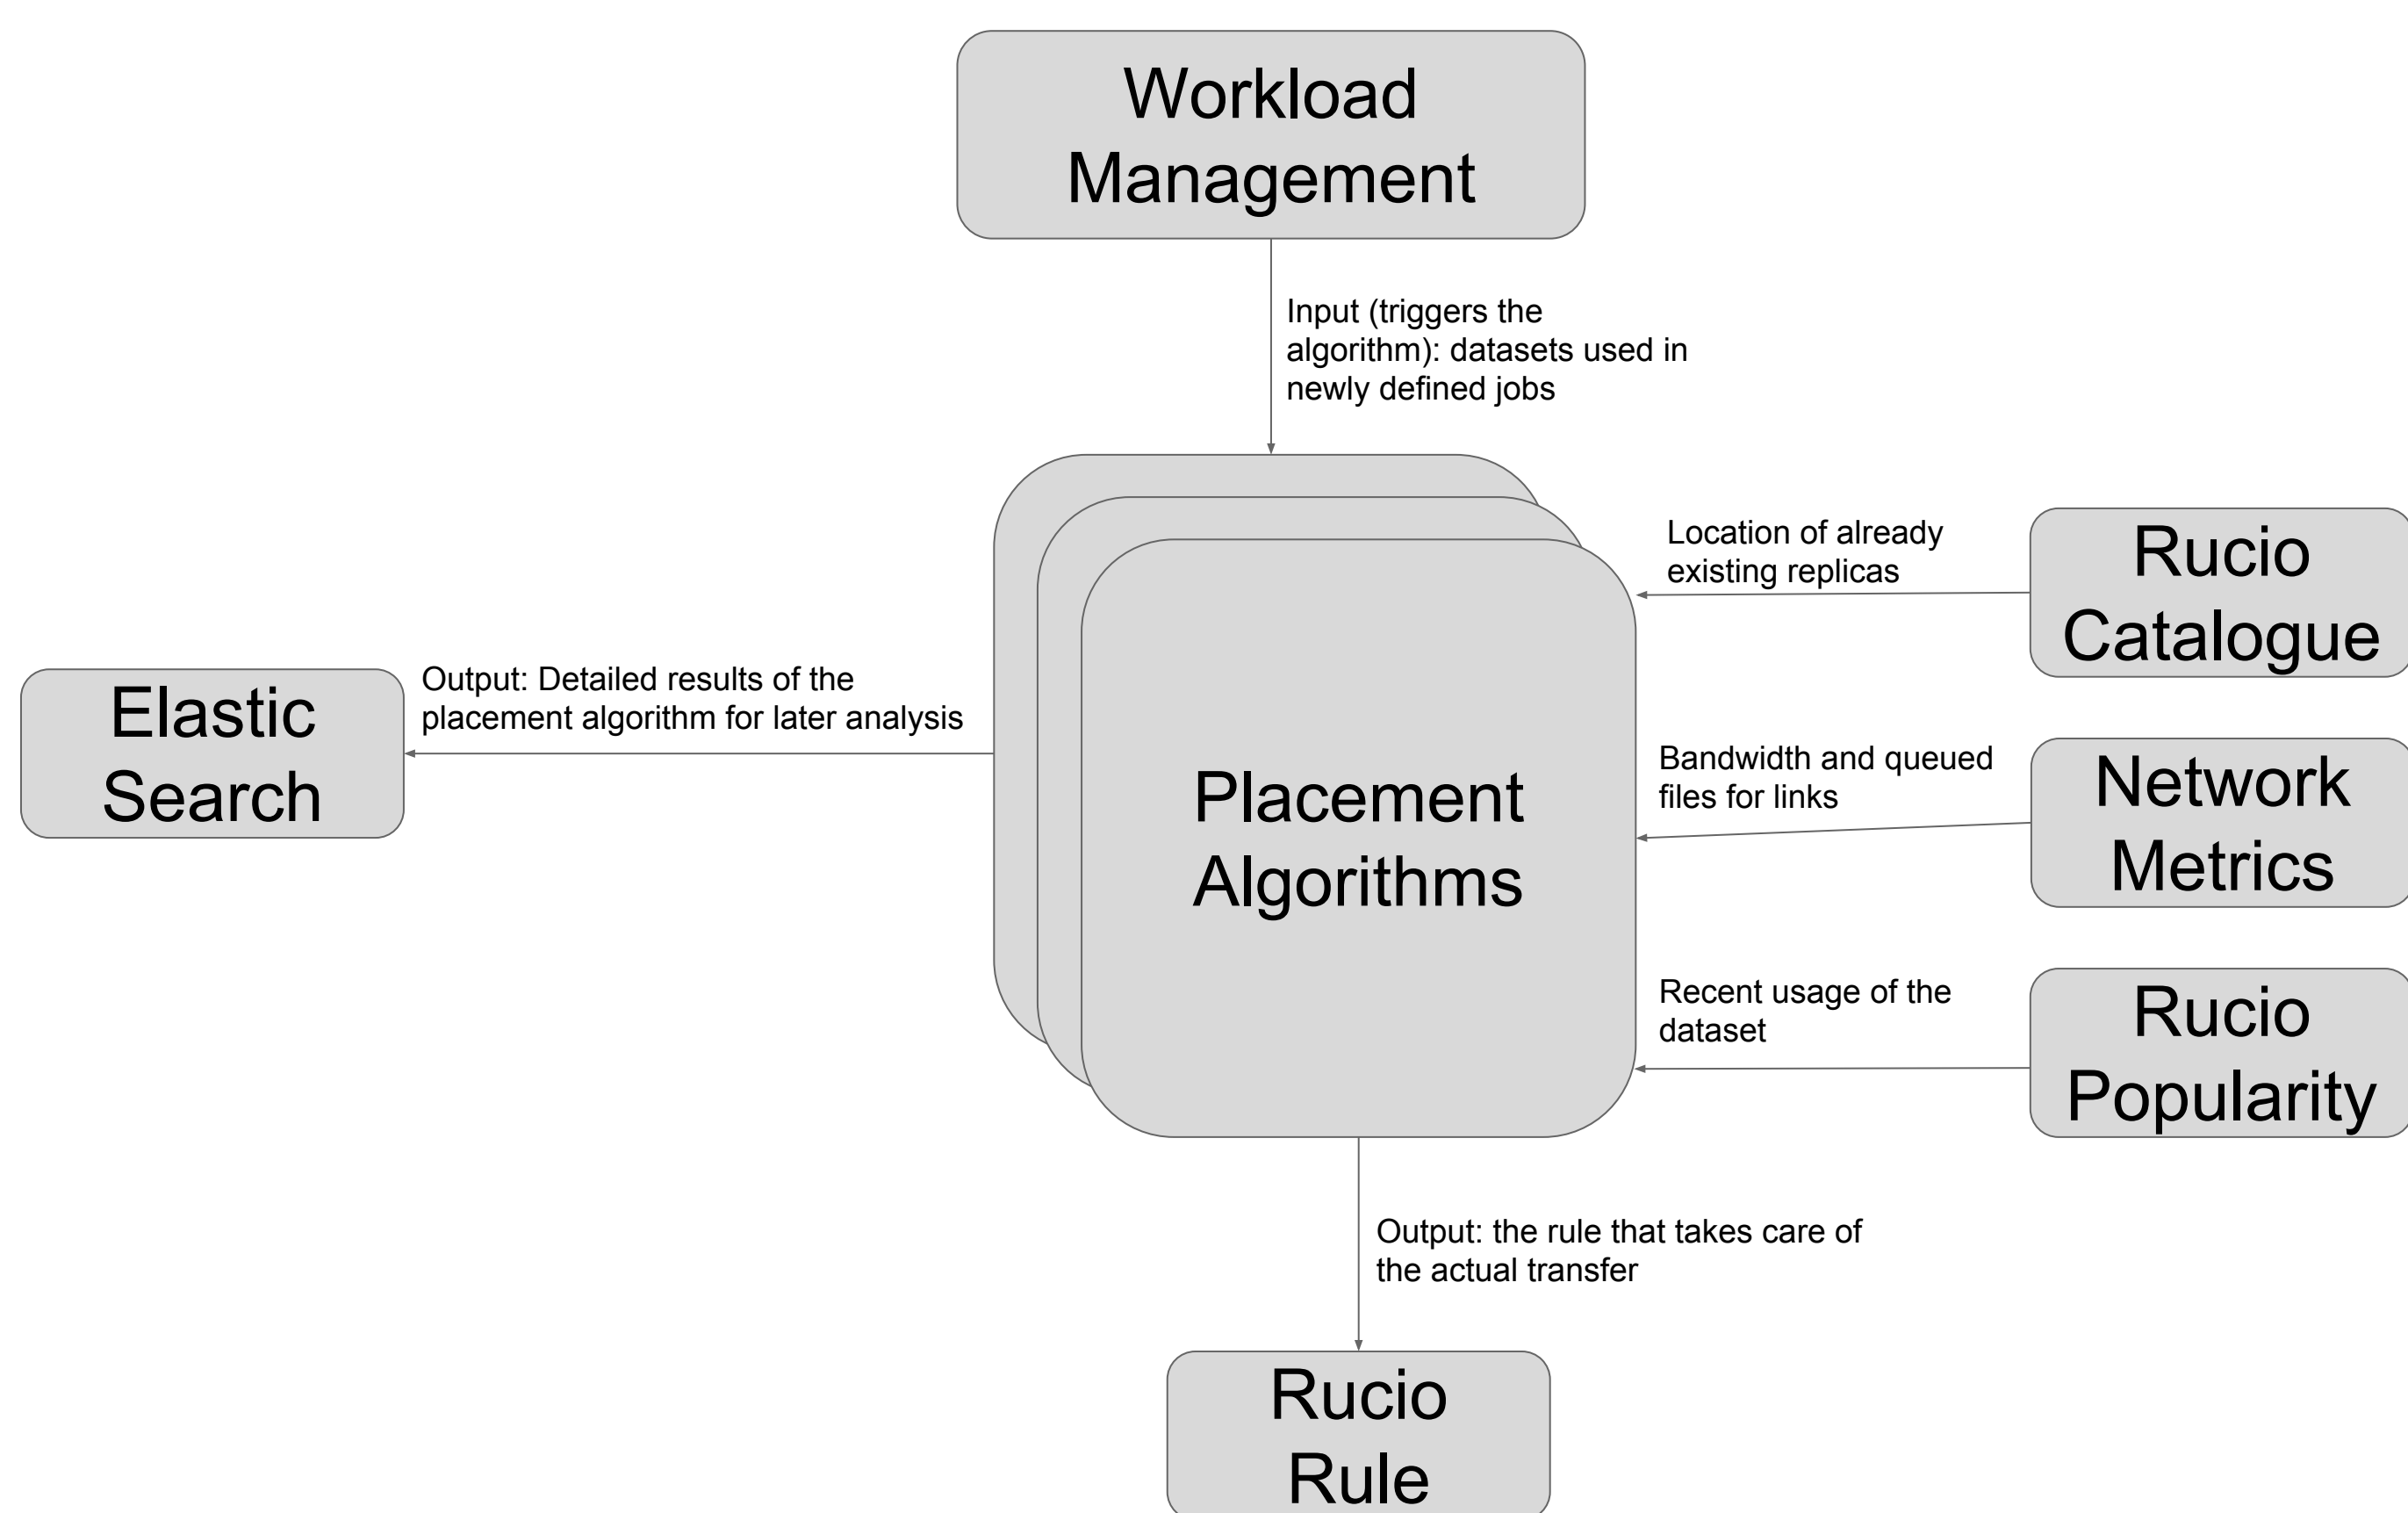 Workload
Management
Input (triggers the
algorithm): datasets used in
newly defined jobs
Location of already
existing replicas
Rucio
Catalogue
Output: Detailed results of the
placement algorithm for later analysis
Elastic
Search
Placement
Algorithms
Bandwidth and queued
files for links
Network
Metrics
Recent usage of the
dataset
Rucio
Popularity
Output: the rule that takes care of
the actual transfer
Rucio
Rule